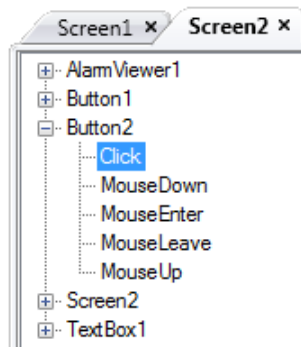 Screen1 × Screen2 ×
AlarmViewer1
Button1
Button2
Click
MouseDown
MouseEnter
MouseLeave
MouseUp
Screen2
TextBox1